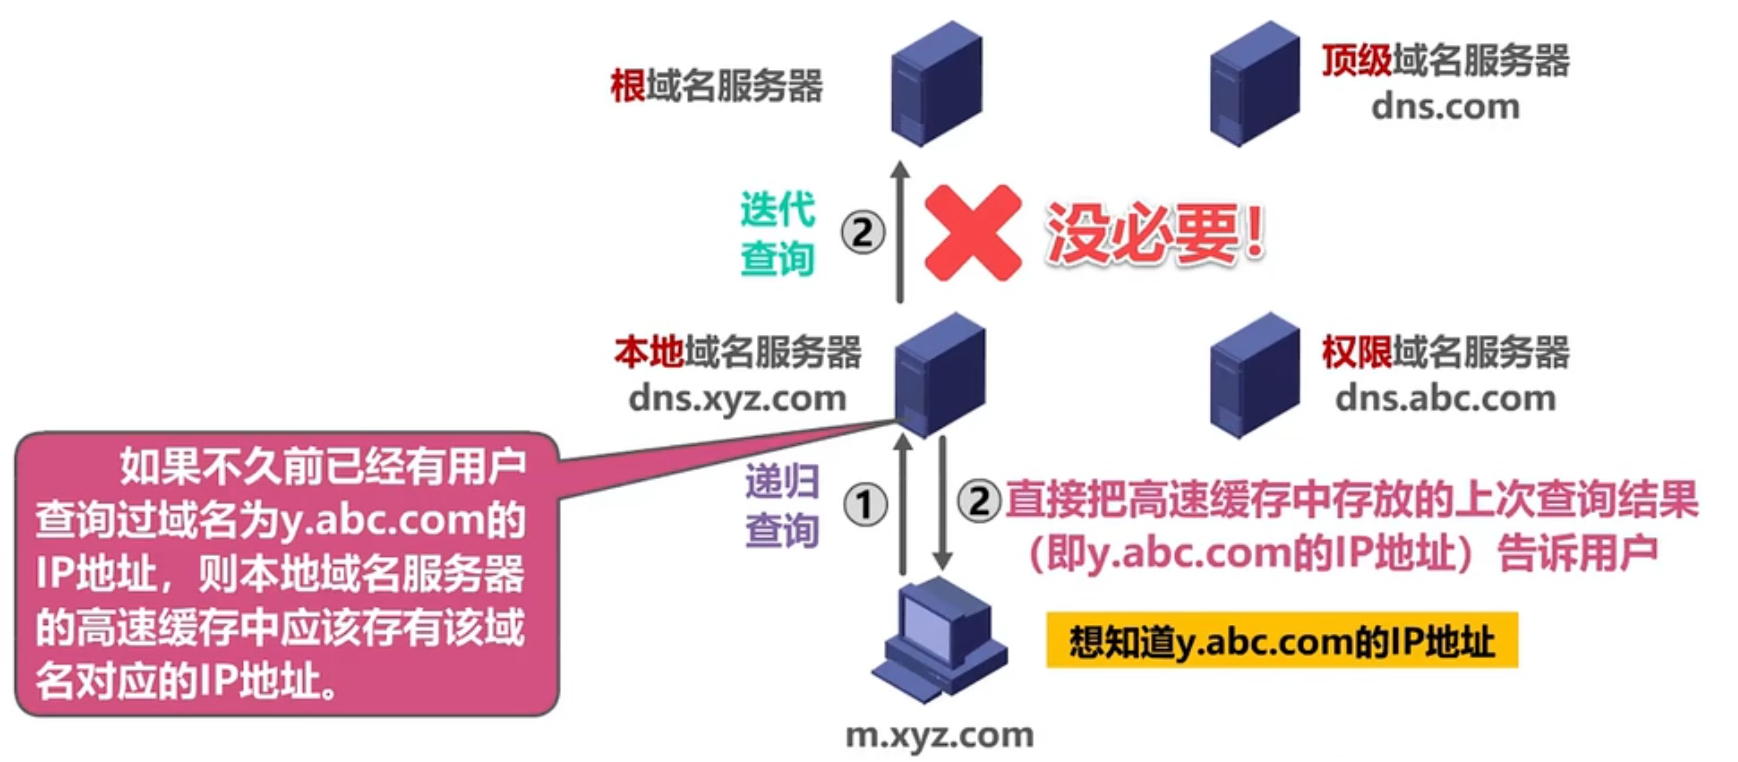 根域名服务器
顶级域名服务器
dns.com
迭代
查询
②
没必要!
本地域名服务器
dns.xyz.com
权限域名服务器
dns.abc.com
如果不久前已经有用户
查询过域名为y.abc.com的
IP地址，则本地域名服务器
的高速缓存中应该存有该域
名对应的IP地址。
递归
查询
①
②直接把高速缓存中存放的上次查询结果
（即y.abc.com的IP地址）告诉用户
想知道y.abc.com的IP地址
m.xyz.com